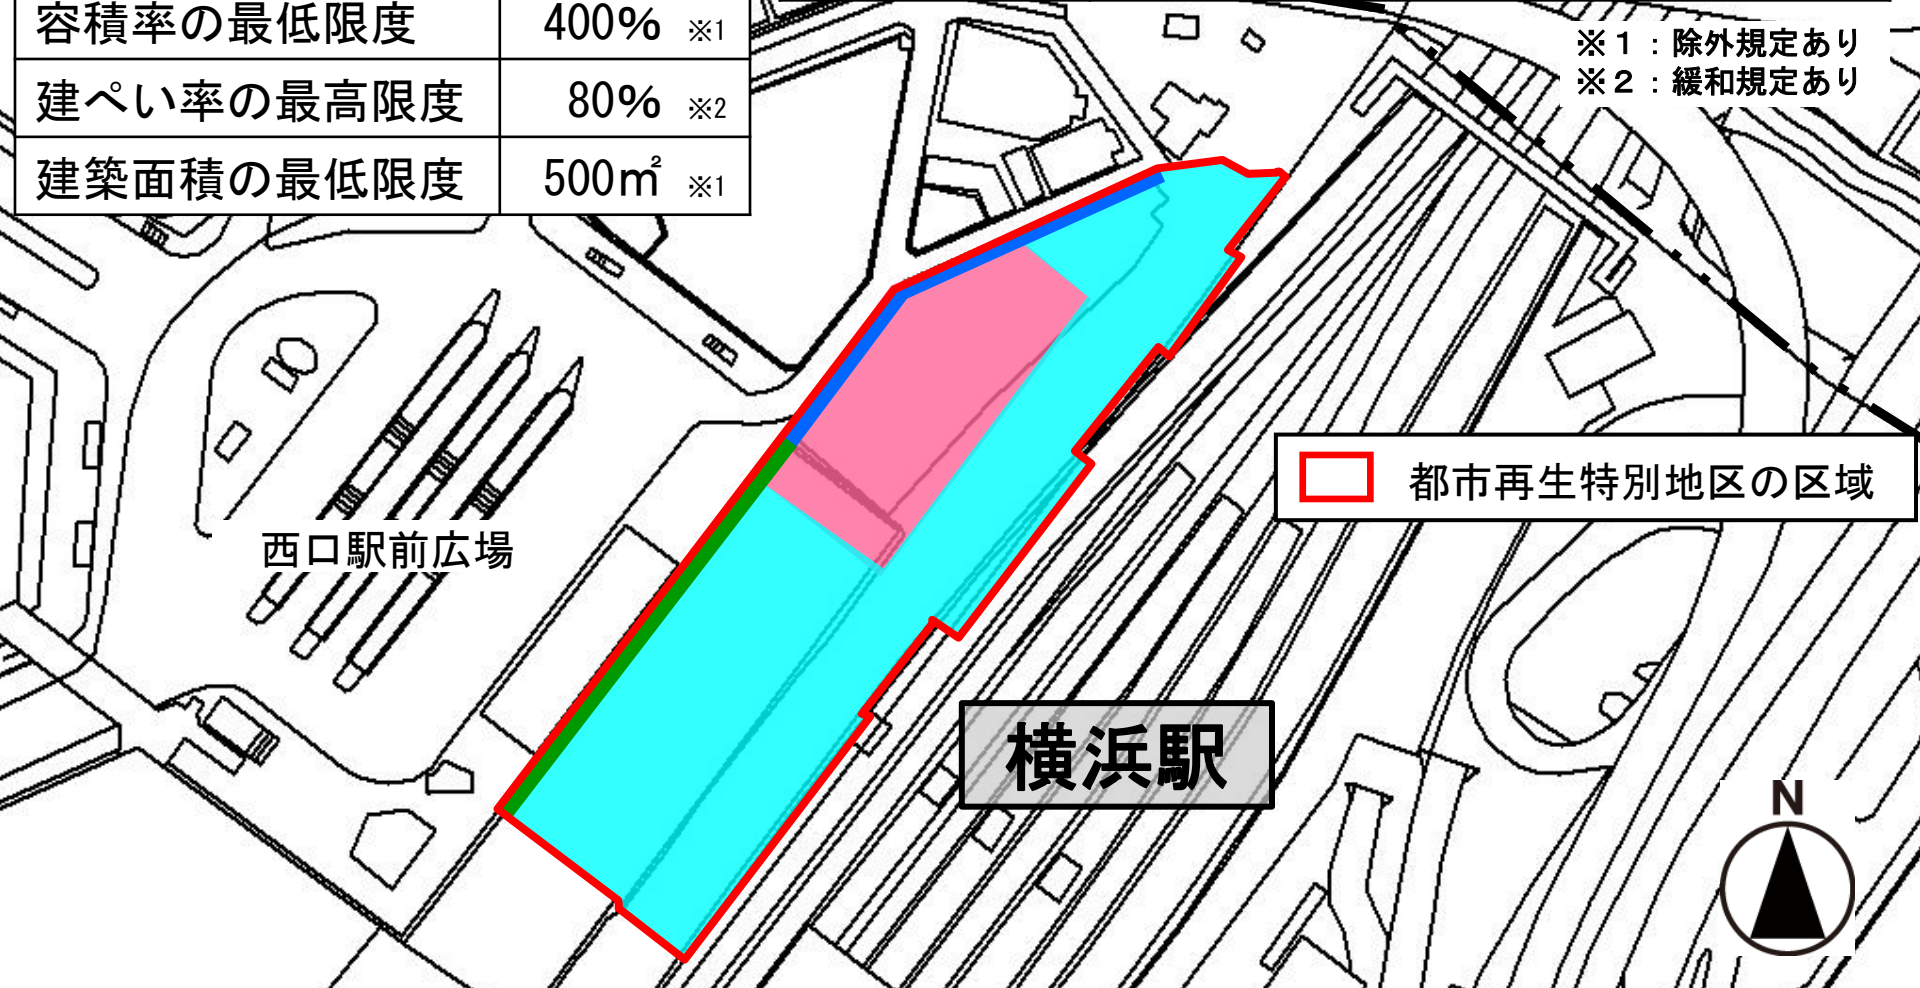 容積率の最低限度 400% ※1
建ぺい率の最高限度 80% ※2
建築面積の最低限度 500㎡ ※1
※1：除外規定あり
※2：緩和規定あり
都市再生特別地区の区域
西口駅前広場
横浜駅
N